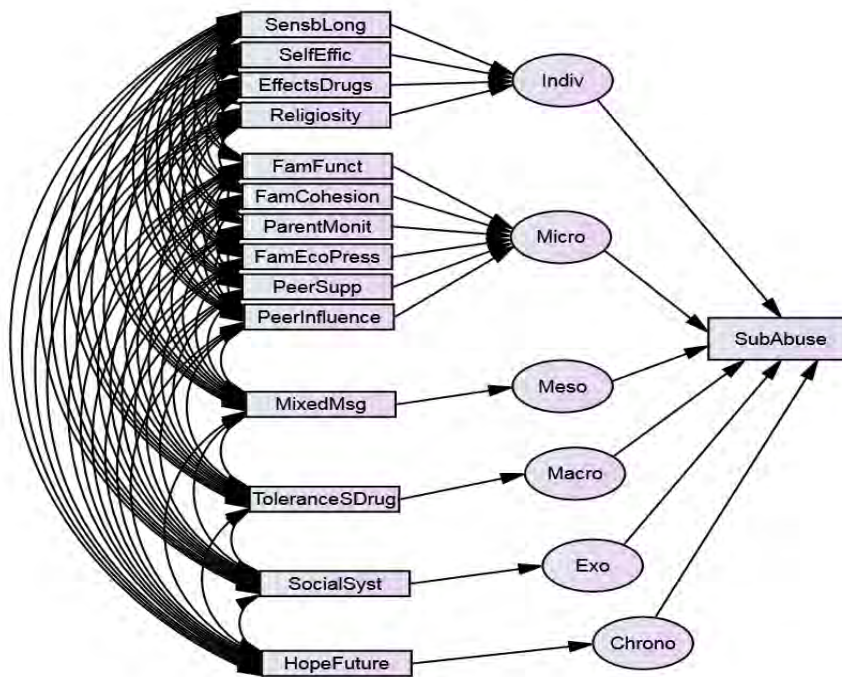 SensbLong
SelfEffic
EffectsDrugs
Religiosity
Indiv
FamFunct
FamCohesion
ParentMonit
FamEcoPress
PeerSupp
PeerInfluence
Micro
SubAbuse
MixedMsg
Meso
ToleranceSDrug
Macro
SocialSyst
Exo
HopeFuture
Chrono